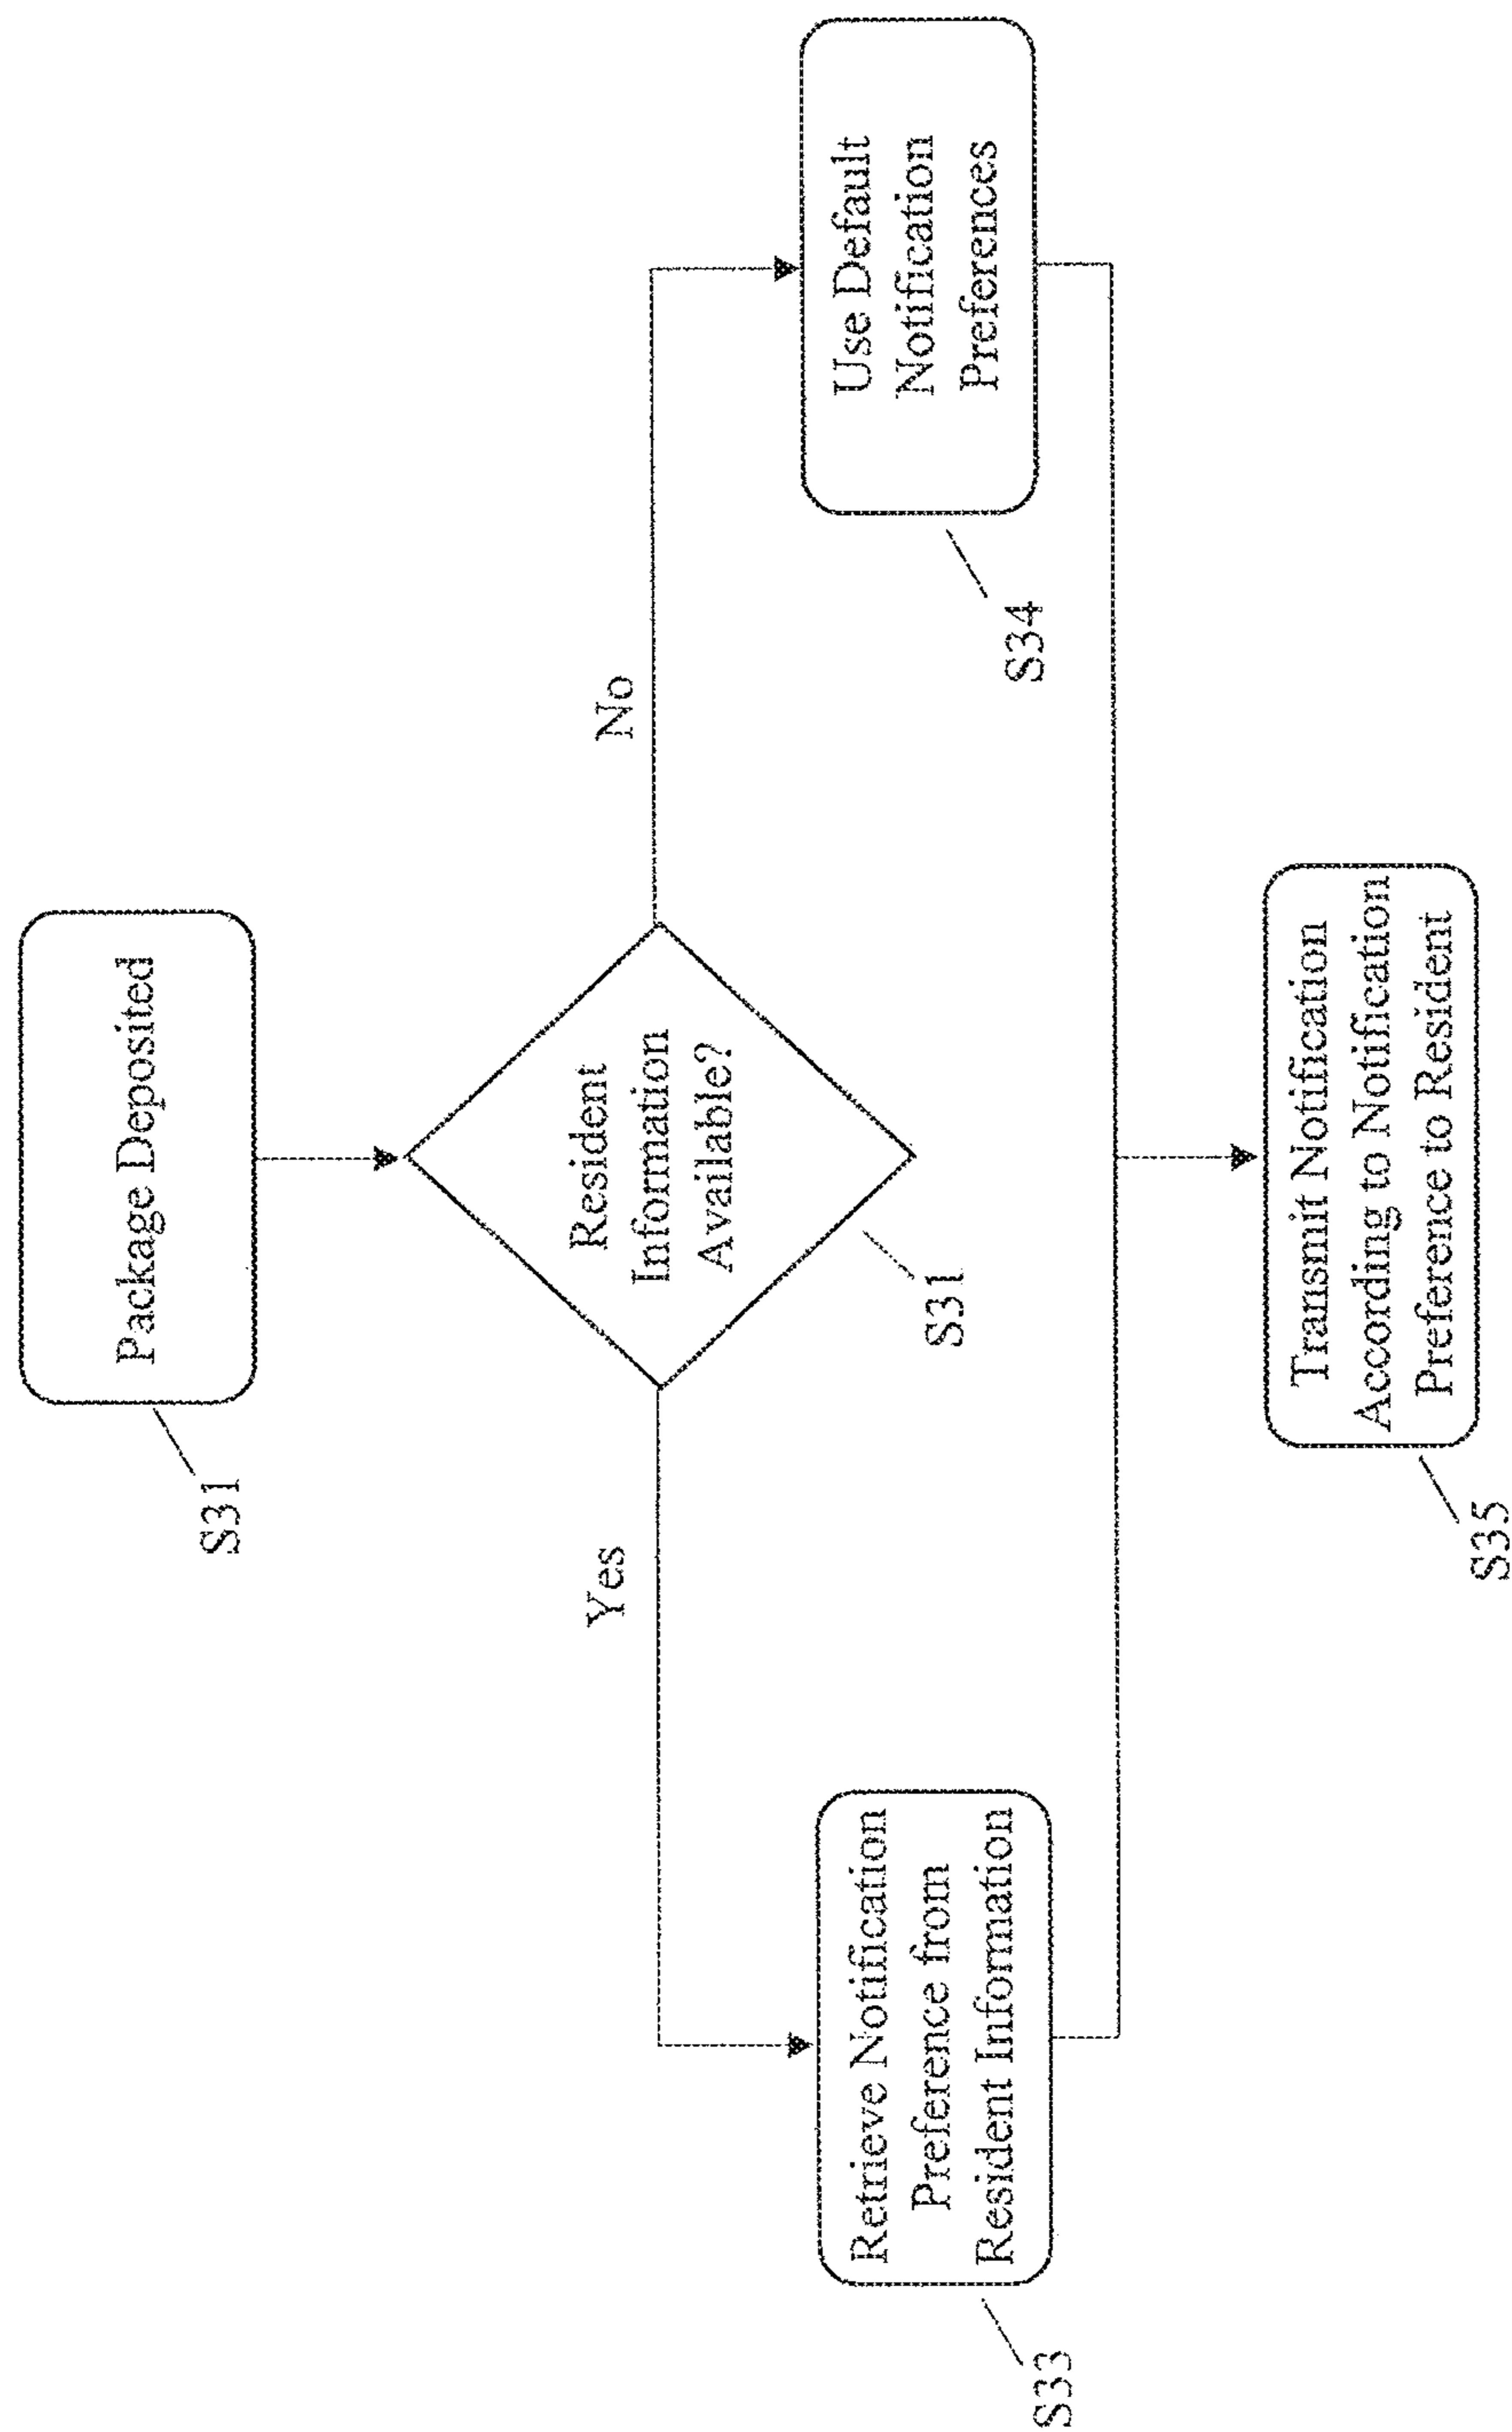 Package Deposited
S31
Resident
Information
Available?
S31
Yes
No
Retrieve Notification
Preference from
Resident Information
S33
Use Default
Notification
Preferences
S34
Transmit Notification
According to Notification
Preference to Resident
S35